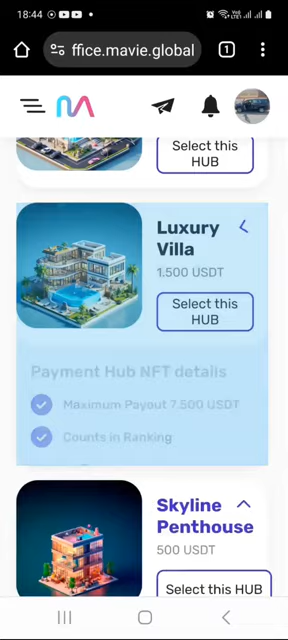 18:44
ffice.mavie.global
1
Select this
HUB
Luxury
Villa
1.500 USDT
Select this
HUB
Payment Hub NFT details
Maximum Payout 7.500 USDT
Counts in Ranking
Skyline
Penthouse
500 USDT
Select this HUB